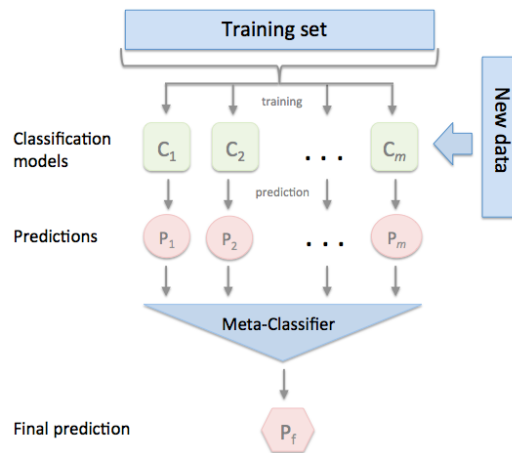 Training set
training
New data
Classification
models
C1 C2 . . . Cm
prediction
Predictions
P1 P2 . . . Pm
Meta-Classifier
Final prediction
Pf